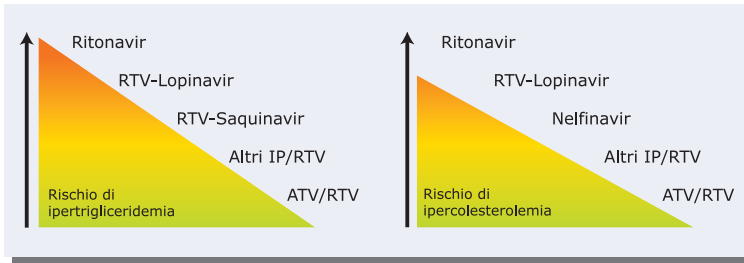 Ritonavir
RTV-Lopinavir
RTV-Saquinavir
Altri IP/RTV
ATV/RTV
Rischio di
ipertrigliceridemia
Ritonavir
RTV-Lopinavir
Nelfinavir
Altri IP/RTV
ATV/RTV
Rischio di
ipercolesterolemia